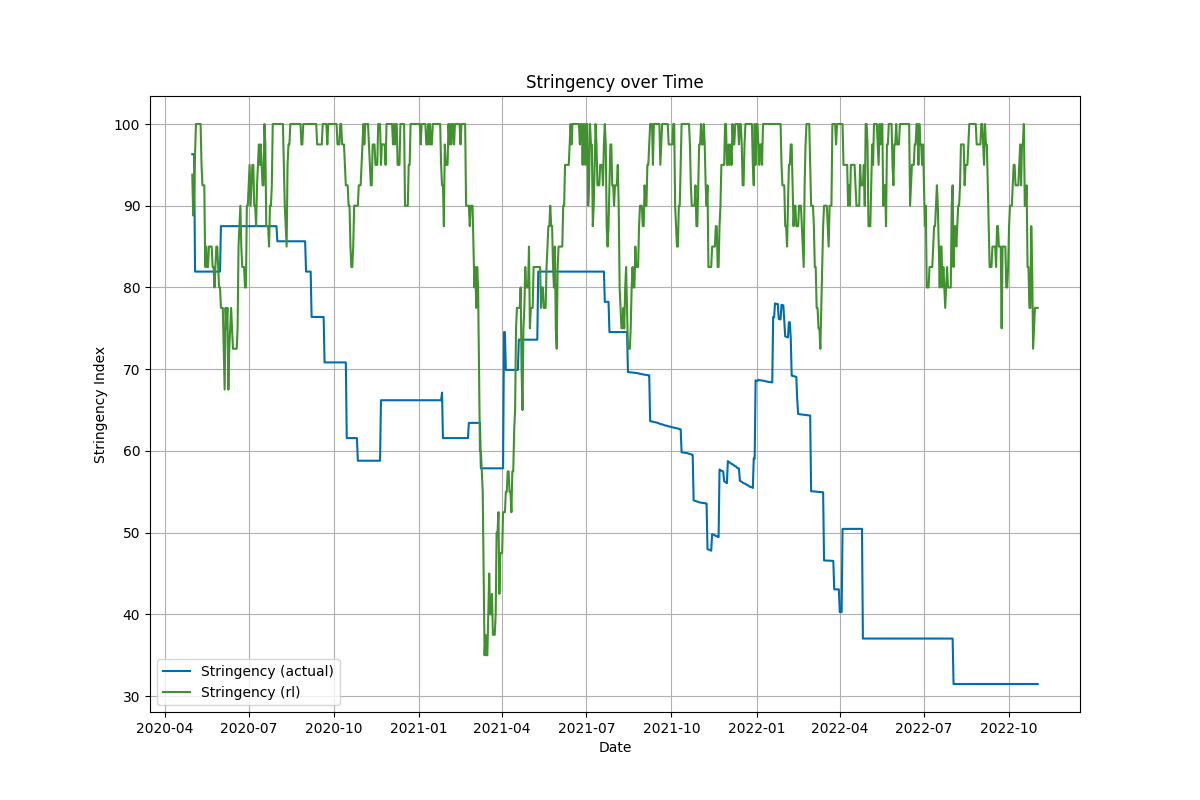 Stringency over Time
Stringency Index
100
90
80
70
60
50
40
30
Stringency (actual)
Stringency (rl)
2020-04 2020-07 2020-10 2021-01 2021-04 2021-07 2021-10 2022-01 2022-04 2022-07 2022-10
Date